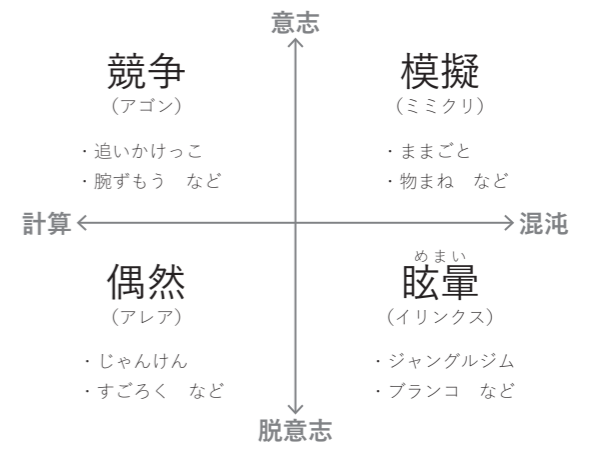 意志
競争
（アゴン）
・追いかけっこ
・腕ずもう　など
模擬
（ミミクリ）
・ままごと
・物まね　など
計算
混沌
偶然
（アレア）
・じゃんけん
・すごろく　など
めまい
眩暈
（イリンクス）
・ジャングルジム
・ブランコ　など
脱意志